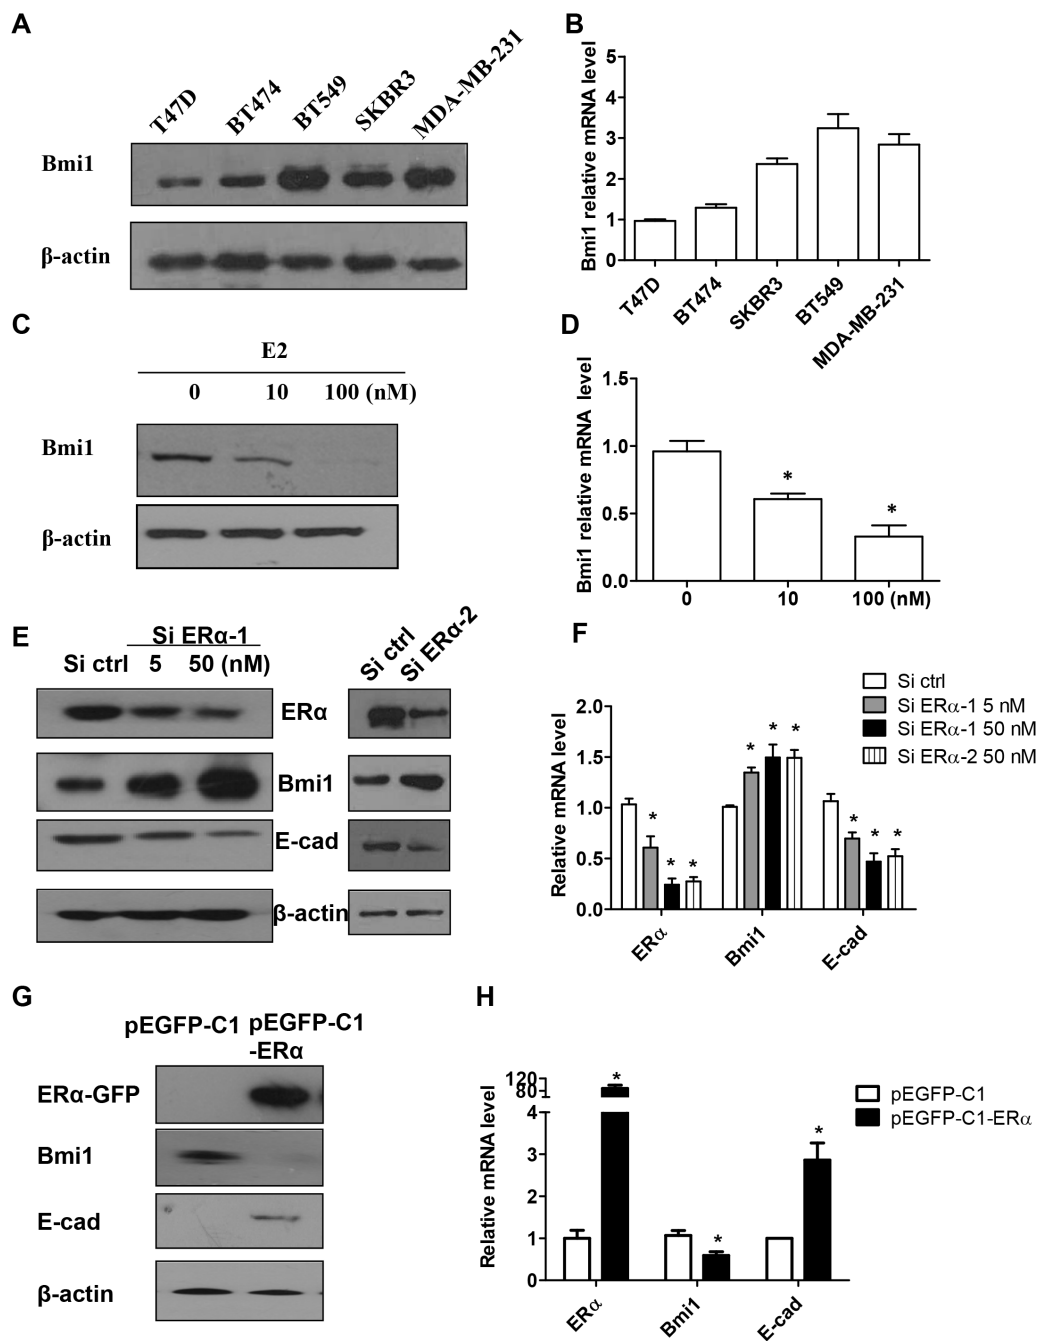 A
T47D BT474 BT549 SKBR3 MDA-MB-231
Bmi1
β-actin
B
Bmi1 relative mRNA level
5
4
3
2
1
0
T47D BT474 SKBR3 BT549 MDA-MB-231
C
E2
0 10 100 (nM)
Bmi1
β-actin
D
Bmi1 relative mRNA level
1.5
1.0
0.5
0.0
* *
0 10 100 (nM)
E
Si ERα-1
Si ctrl 5 50 (nM)
Si ctrl Si ERα-2
ERα
Bmi1
E-cad
β-actin
F
Si ctrl
Si ERα-1 5 nM
Si ERα-1 50 nM
Si ERα-2 50 nM
Relative mRNA level
2.0
1.5
1.0
0.5
0.0
* * * * * * * * *
ERα Bmi1 E-cad
G
pEGFP-C1 pEGFP-C1
-ERα
ERα-GFP
Bmi1
E-cad
β-actin
H
pEGFP-C1
pEGFP-C1-ERα
Relative mRNA level
120
80
4
3
2
1
0
* * *
ERα Bmi1 E-cad